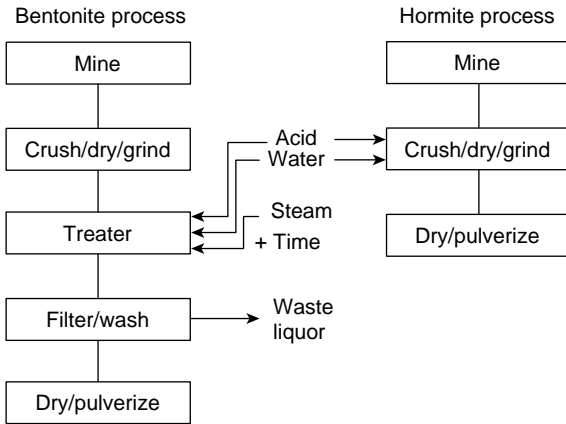 Bentonite process
Hormite process
Mine
Mine
Crush/dry/grind
Acid
Water
Crush/dry/grind
Treater
Steam
+ Time
Dry/pulverize
Filter/wash
Waste
liquor
Dry/pulverize